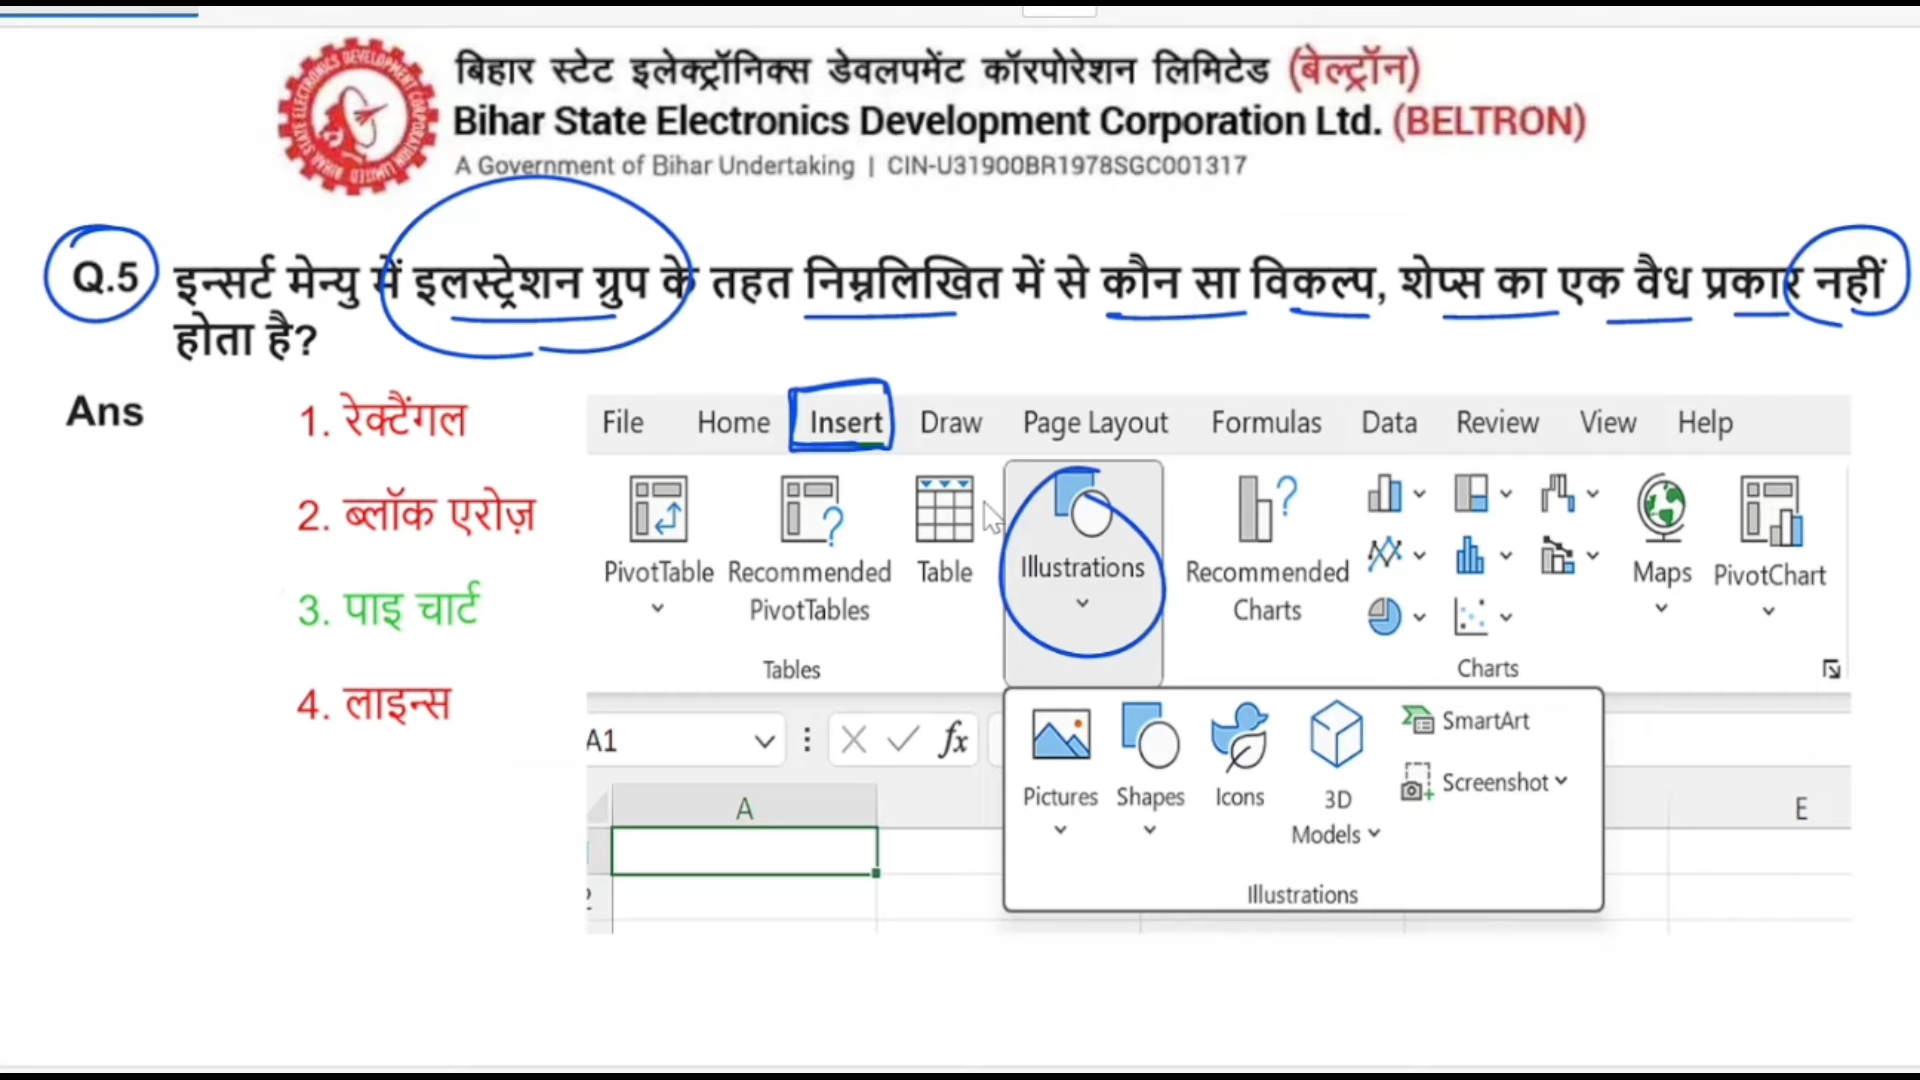 बिहार स्टेट इलेक्ट्रॉनिक्स डेवलपमेंट कॉरपोरेशन लिमिटेड (बेल्ट्रॉन)
Bihar State Electronics Development Corporation Ltd. (BELTRON)
A Government of Bihar Undertaking | CIN-U31900BR1978SGC001317
Q.5 इन्सर्ट मेन्यु में इलस्ट्रेशन ग्रुप के तहत निम्नलिखित में से कौन सा विकल्प, शेप्स का एक वैध प्रकार नहीं
होता है?
Ans
1. रेक्टैंगल
2. ब्लॉक एरोज़
3. पाइ चार्ट
4. लाइन्स
File Home Insert Draw Page Layout Formulas Data Review View Help
PivotTable
Recommended
PivotTables
Table
Tables
Illustrations
Recommended
Charts
Charts
Maps
PivotChart
A1
fx
Pictures
Shapes
Icons
3D
Models
SmartArt
Screenshot
Illustrations
A
E
2